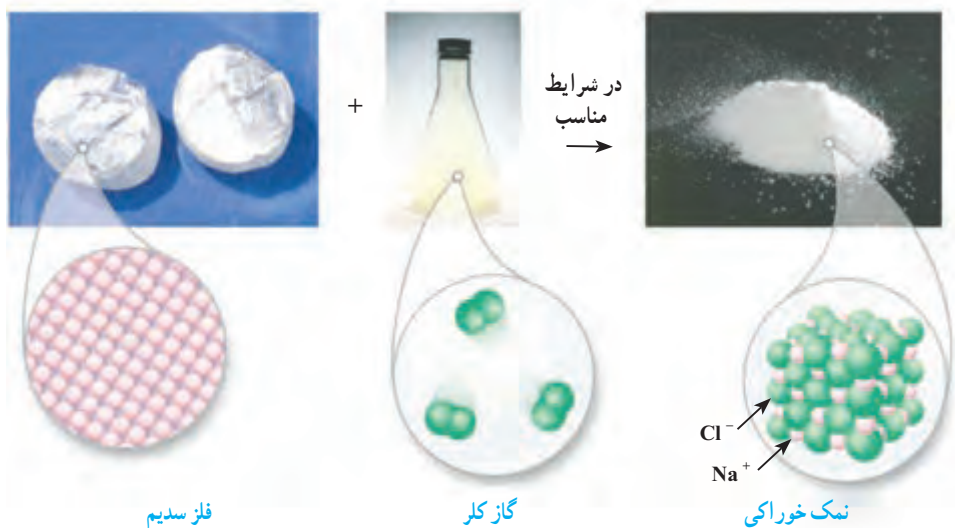 +
در شرایط
مناسب
→
Cl⁻
Na⁺
فلز سدیم
گاز کلر
نمک خوراکی